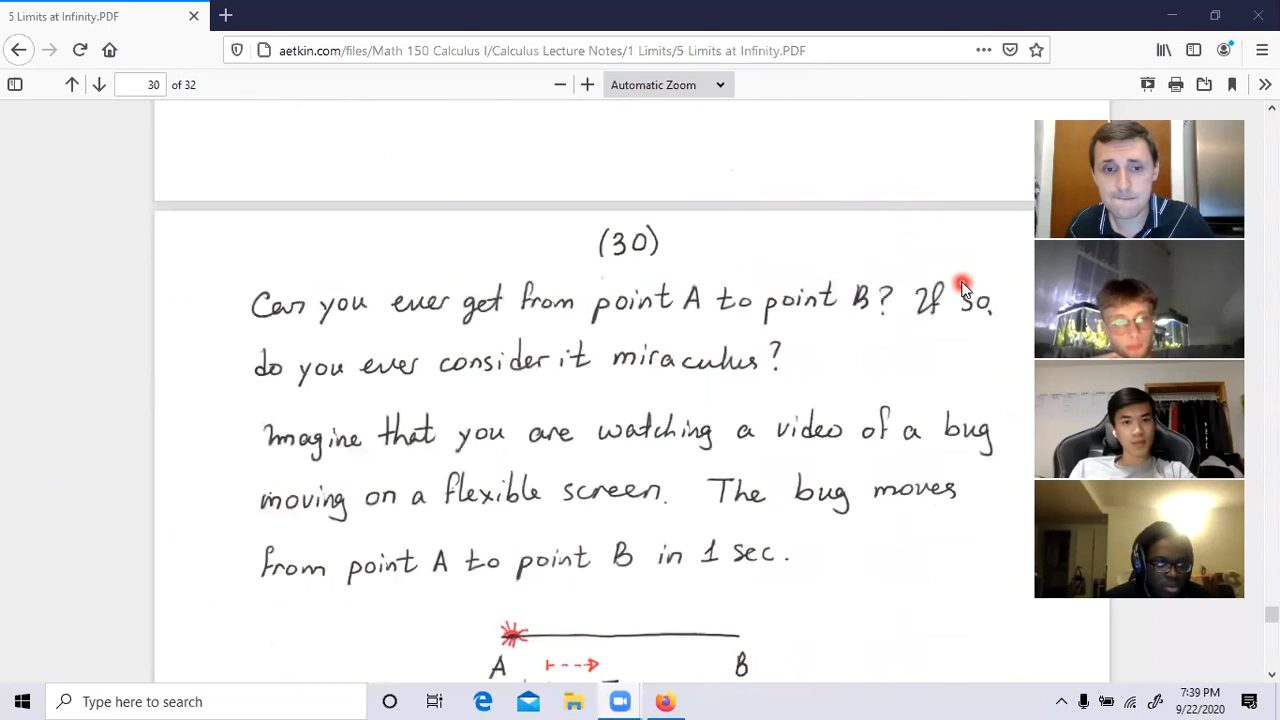 5 Limits at Infinity.PDF
aetkin.com/files/Math 150 Calculus I/Calculus Lecture Notes/1 Limits/5 Limits at Infinity.PDF
30 of 32
Automatic Zoom
(30)
Can you ever get from point A to point B? If so,
do you ever consider it miraculus?
Imagine that you are watching a video of a bug
moving on a flexible screen. The bug moves
from point A to point B in 1 sec.
A B
Type here to search
7:39 PM
9/22/2020